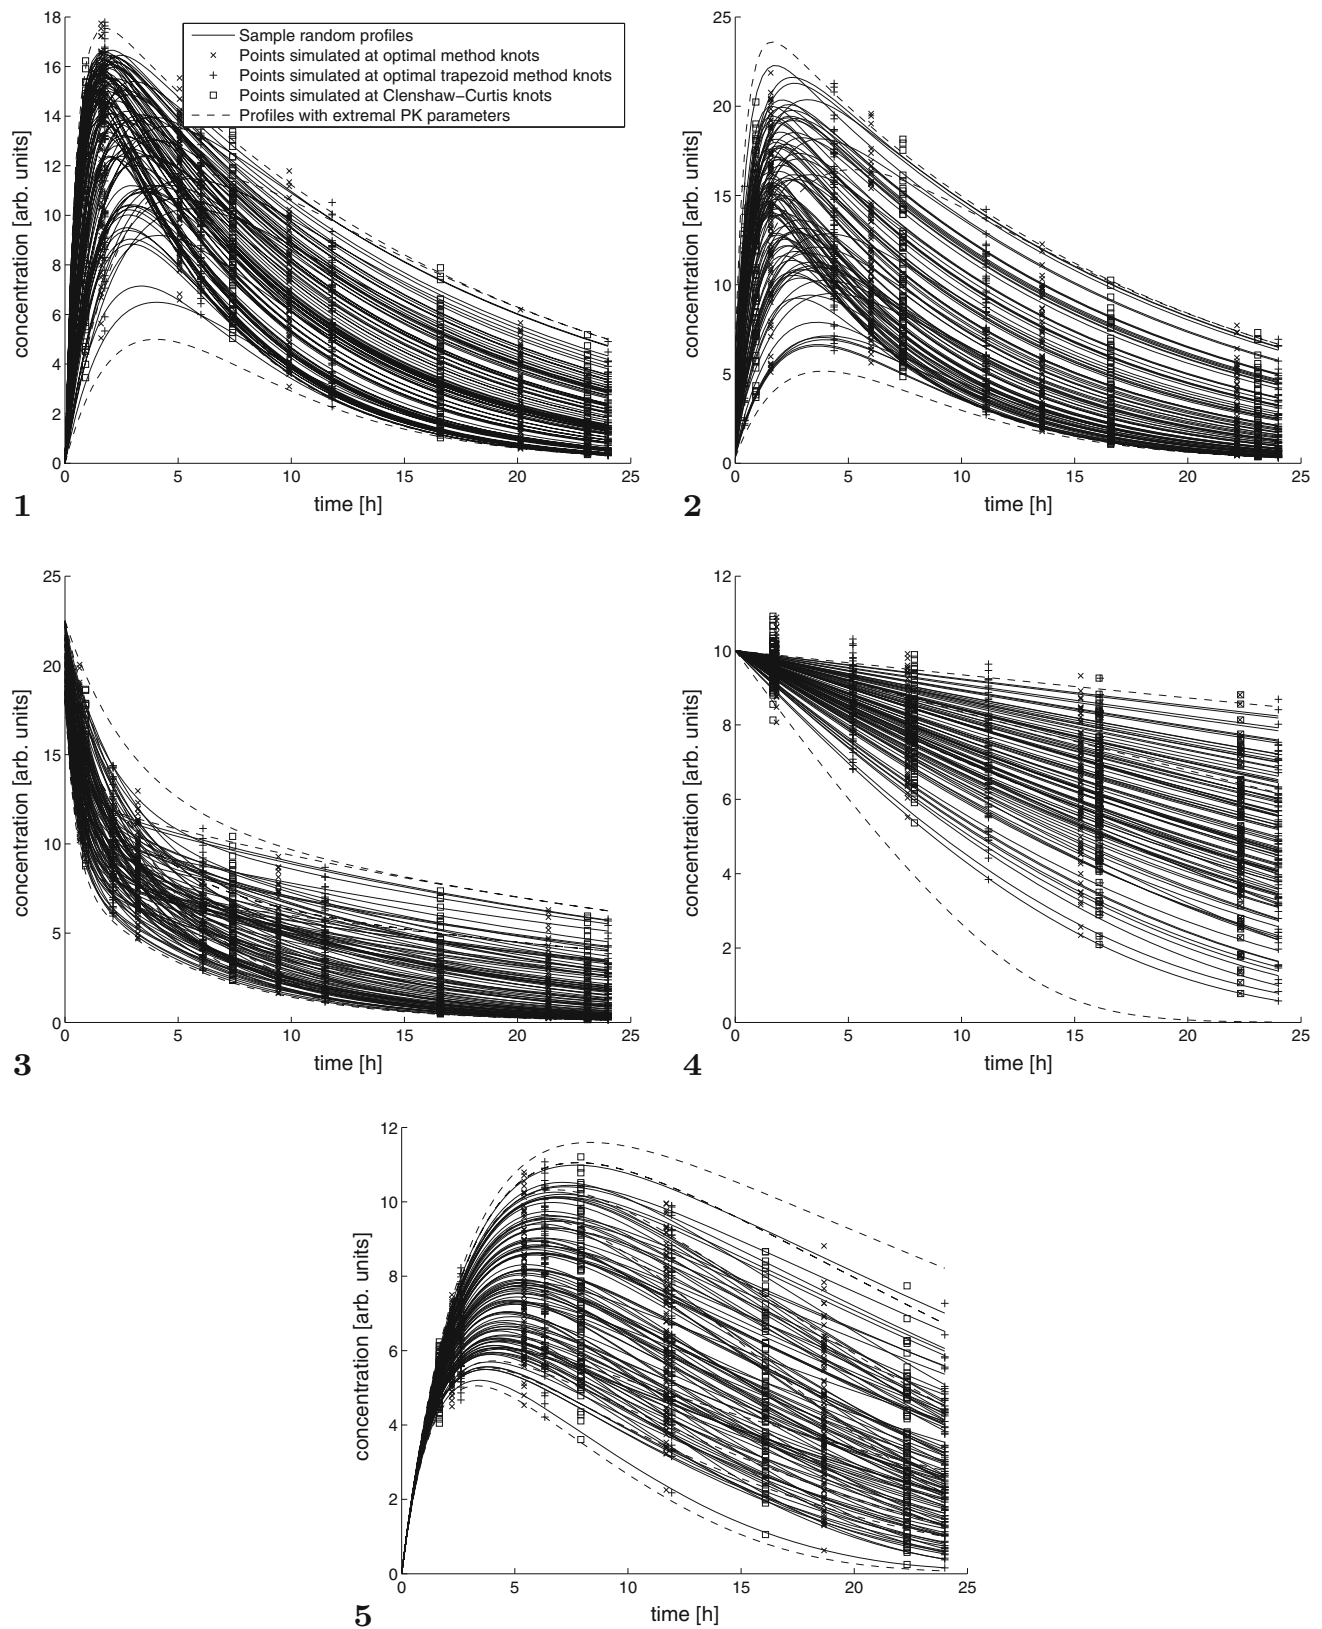 18
16
14
12
10
8
6
4
2
0
concentration [arb. units]
Sample random profiles
Points simulated at optimal method knots
Points simulated at optimal trapezoid method knots
Points simulated at Clenshaw−Curtis knots
Profiles with extremal PK parameters
0 5 10 15 20 25
time [h]
1
25
20
15
10
5
0
concentration [arb. units]
0 5 10 15 20 25
time [h]
2
25
20
15
10
5
0
concentration [arb. units]
0 5 10 15 20 25
time [h]
3
12
10
8
6
4
2
0
concentration [arb. units]
0 5 10 15 20 25
time [h]
4
12
10
8
6
4
2
0
concentration [arb. units]
0 5 10 15 20 25
time [h]
5